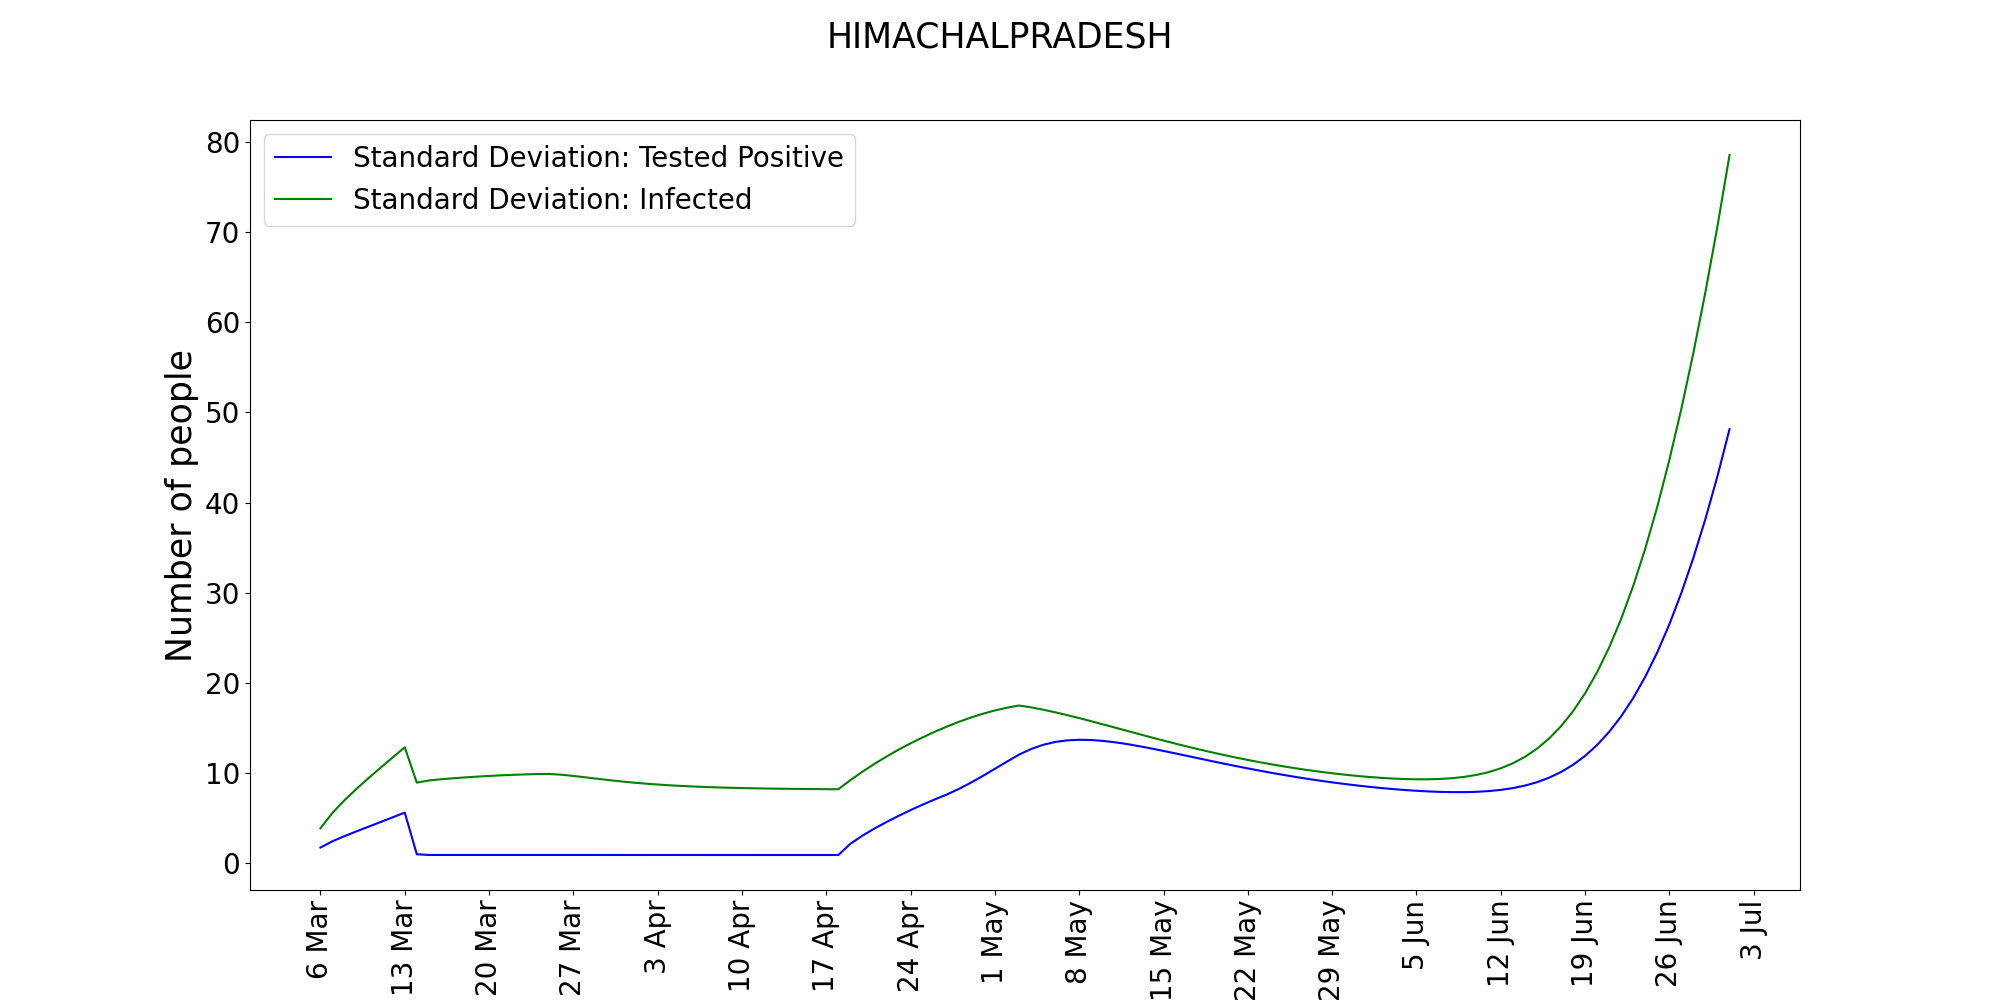 HIMACHALPRADESH
Standard Deviation: Tested Positive
Standard Deviation: Infected
Number of people
80
70
60
50
40
30
20
10
0
6 Mar
13 Mar
20 Mar
27 Mar
3 Apr
10 Apr
17 Apr
24 Apr
1 May
8 May
15 May
22 May
29 May
5 Jun
12 Jun
19 Jun
26 Jun
3 Jul